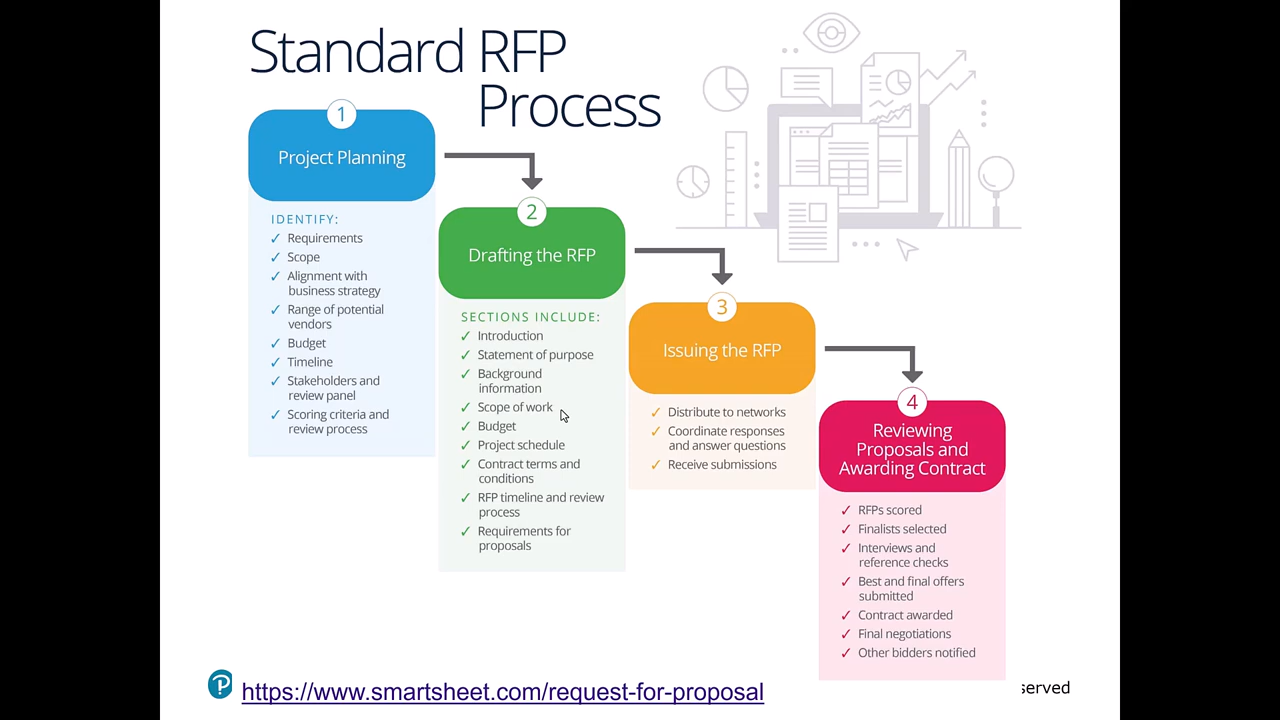 Standard RFP
Process
1
Project Planning
IDENTIFY:
✓ Requirements
✓ Scope
✓ Alignment with
business strategy
✓ Range of potential
vendors
✓ Budget
✓ Timeline
✓ Stakeholders and
review panel
✓ Scoring criteria and
review process
2
Drafting the RFP
SECTIONS INCLUDE:
✓ Introduction
✓ Statement of purpose
✓ Background
information
✓ Scope of work
✓ Budget
✓ Project schedule
✓ Contract terms and
conditions
✓ RFP timeline and review
process
✓ Requirements for
proposals
3
Issuing the RFP
✓ Distribute to networks
✓ Coordinate responses
and answer questions
✓ Receive submissions
4
Reviewing
Proposals and
Awarding Contract
✓ RFPs scored
✓ Finalists selected
✓ Interviews and
reference checks
✓ Best and final offers
submitted
✓ Contract awarded
✓ Final negotiations
✓ Other bidders notified
P
https://www.smartsheet.com/request-for-proposal
served